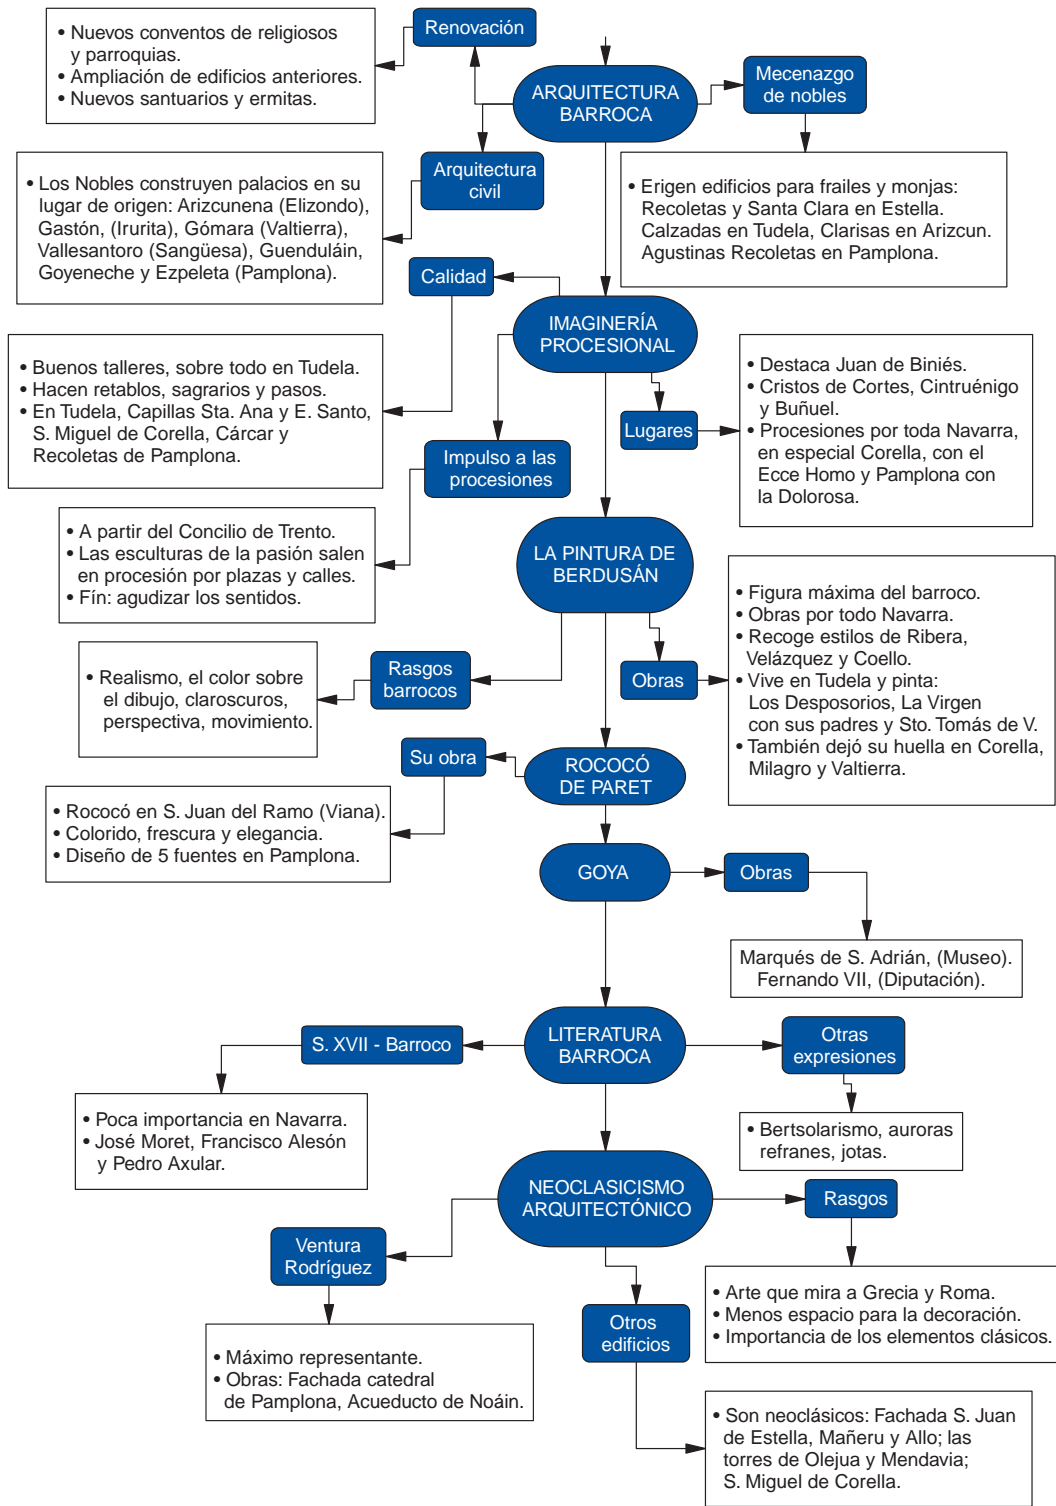 Renovación
• Nuevos conventos de religiosos
y parroquias.
• Ampliación de edificios anteriores.
• Nuevos santuarios y ermitas.
ARQUITECTURA
BARROCA
Mecenazgo
de nobles
Arquitectura
civil
• Los Nobles construyen palacios en su
lugar de origen: Arizcunena (Elizondo),
Gastón, (Irurita), Gómara (Valtierra),
Vallesantoro (Sangüesa), Guenduláin,
Goyeneche y Ezpeleta (Pamplona).
• Erigen edificios para frailes y monjas:
Recoletas y Santa Clara en Estella.
Calzadas en Tudela, Clarisas en Arizcun.
Agustinas Recoletas en Pamplona.
Calidad
IMAGINERÍA
PROCESIONAL
• Buenos talleres, sobre todo en Tudela.
• Hacen retablos, sagrarios y pasos.
• En Tudela, Capillas Sta. Ana y E. Santo,
S. Miguel de Corella, Cárcar y
Recoletas de Pamplona.
Lugares
• Destaca Juan de Biniés.
• Cristos de Cortes, Cintruénigo
y Buñuel.
• Procesiones por toda Navarra,
en especial Corella, con el
Ecce Homo y Pamplona con
la Dolorosa.
Impulso a las
procesiones
• A partir del Concilio de Trento.
• Las esculturas de la pasión salen
en procesión por plazas y calles.
• Fín: agudizar los sentidos.
LA PINTURA DE
BERDUSÁN
Rasgos
barrocos
• Realismo, el color sobre
el dibujo, claroscuros,
perspectiva, movimiento.
Obras
• Figura máxima del barroco.
• Obras por todo Navarra.
• Recoge estilos de Ribera,
Velázquez y Coello.
• Vive en Tudela y pinta:
Los Desposorios, La Virgen
con sus padres y Sto. Tomás de V.
• También dejó su huella en Corella,
Milagro y Valtierra.
Su obra
ROCOCÓ
DE PARET
• Rococó en S. Juan del Ramo (Viana).
• Colorido, frescura y elegancia.
• Diseño de 5 fuentes en Pamplona.
GOYA
Obras
Marqués de S. Adrián, (Museo).
Fernando VII, (Diputación).
S. XVII - Barroco
LITERATURA
BARROCA
Otras
expresiones
• Poca importancia en Navarra.
• José Moret, Francisco Alesón
y Pedro Axular.
• Bertsolarismo, auroras
refranes, jotas.
NEOCLASICISMO
ARQUITECTÓNICO
Rasgos
Ventura
Rodríguez
• Arte que mira a Grecia y Roma.
• Menos espacio para la decoración.
• Importancia de los elementos clásicos.
Otros
edificios
• Máximo representante.
• Obras: Fachada catedral
de Pamplona, Acueducto de Noáin.
• Son neoclásicos: Fachada S. Juan
de Estella, Mañeru y Allo; las
torres de Olejua y Mendavia;
S. Miguel de Corella.